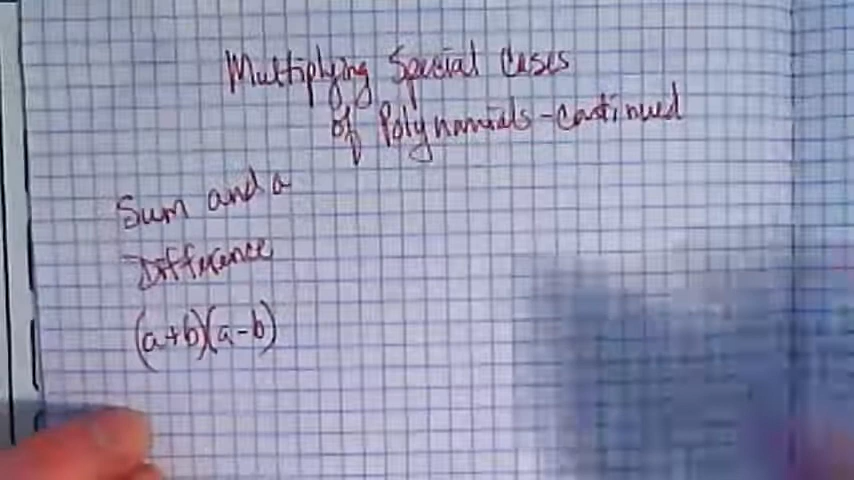 Multiplying Special Cases
of Polynomials - continued
Sum and a
Difference
(a+b)(a-b)